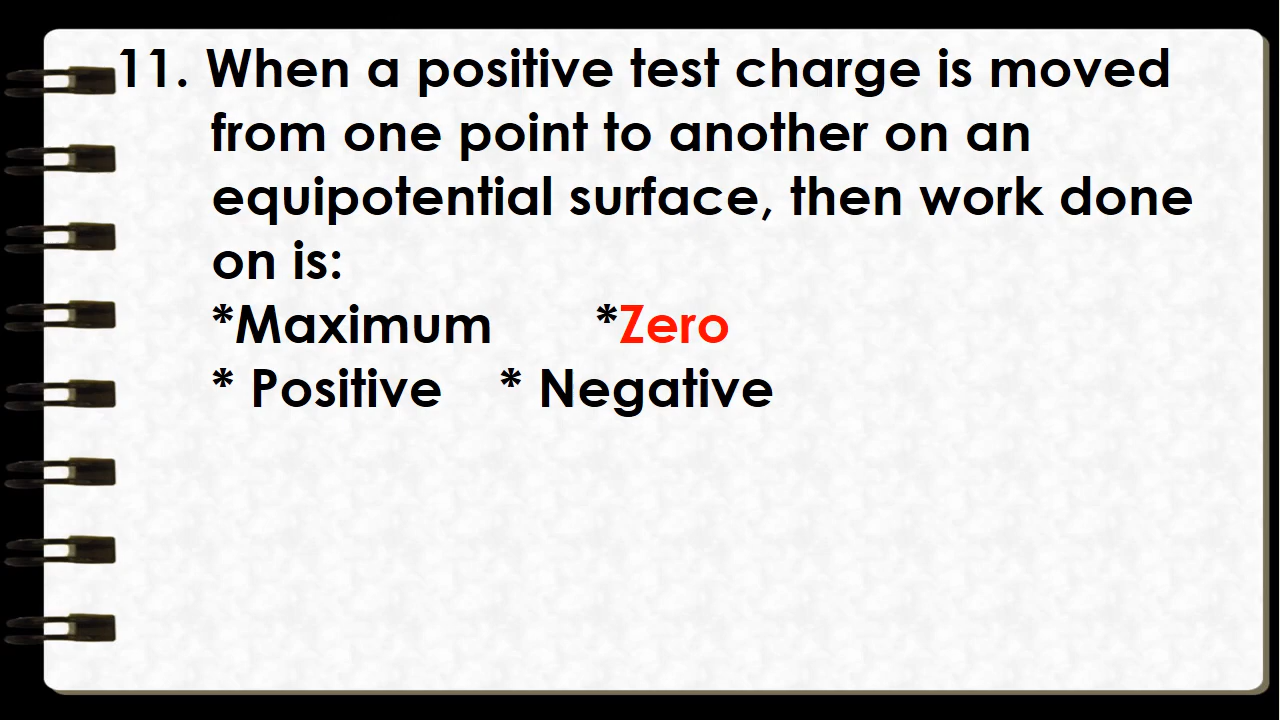 11. When a positive test charge is moved
from one point to another on an
equipotential surface, then work done
on is:
*Maximum *Zero
* Positive * Negative